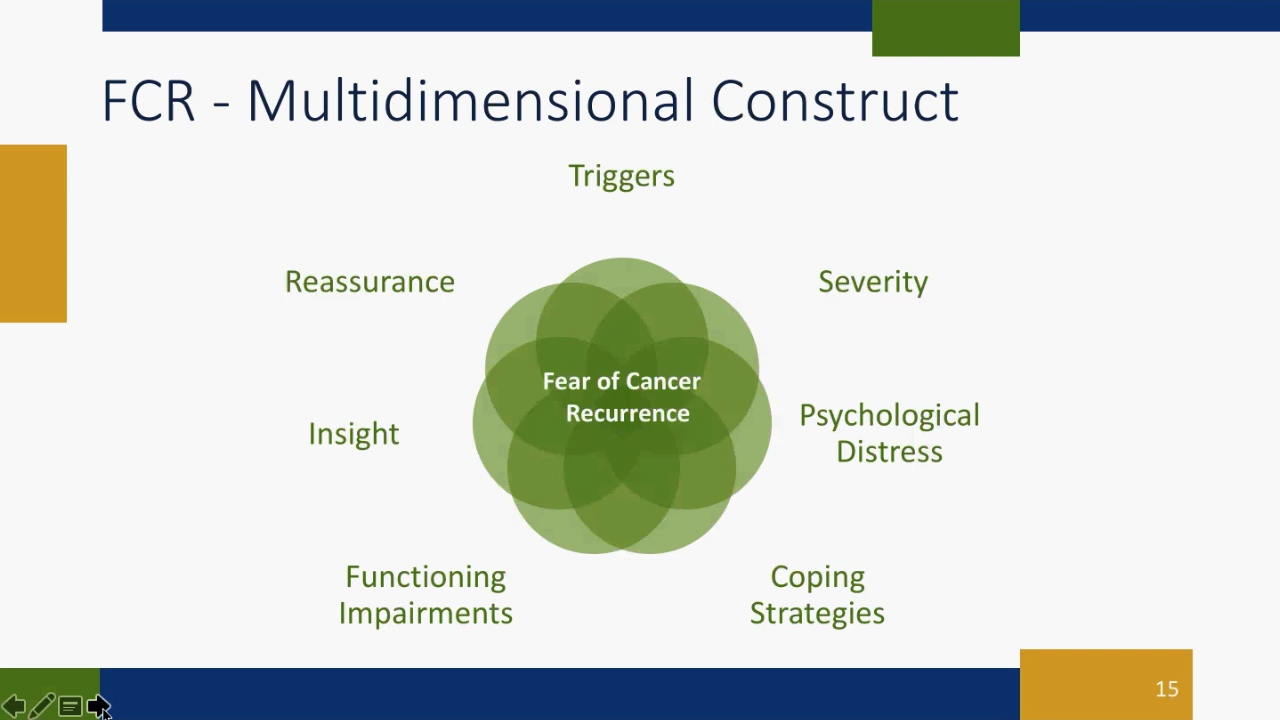 FCR - Multidimensional Construct
Triggers
Reassurance
Severity
Fear of Cancer
Recurrence
Insight
Psychological
Distress
Functioning
Impairments
Coping
Strategies
15